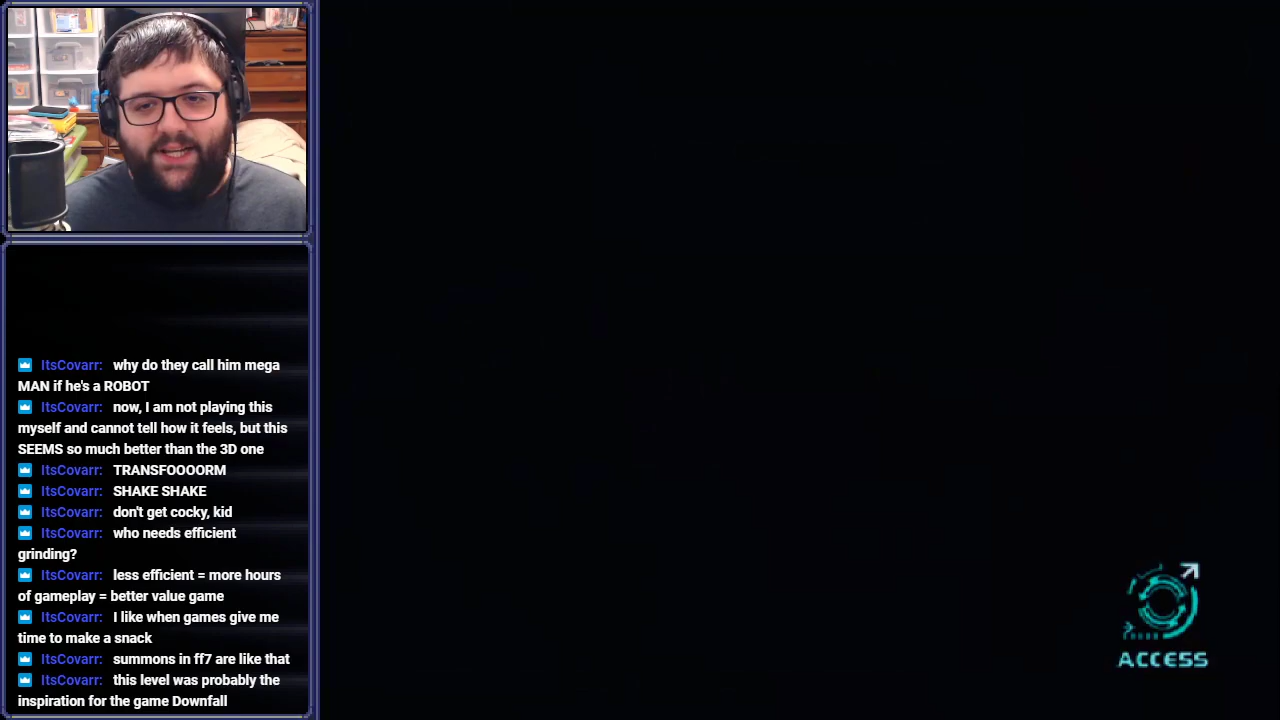 ItsCovarr: why do they call him mega
MAN if he's a ROBOT
ItsCovarr: now, I am not playing this
myself and cannot tell how it feels, but this
SEEMS so much better than the 3D one
ItsCovarr: TRANSFOOOORM
ItsCovarr: SHAKE SHAKE
ItsCovarr: don't get cocky, kid
ItsCovarr: who needs efficient
grinding?
ItsCovarr: less efficient = more hours
of gameplay = better value game
ItsCovarr: I like when games give me
time to make a snack
ItsCovarr: summons in ff7 are like that
ItsCovarr: this level was probably the
inspiration for the game Downfall
ACCESS